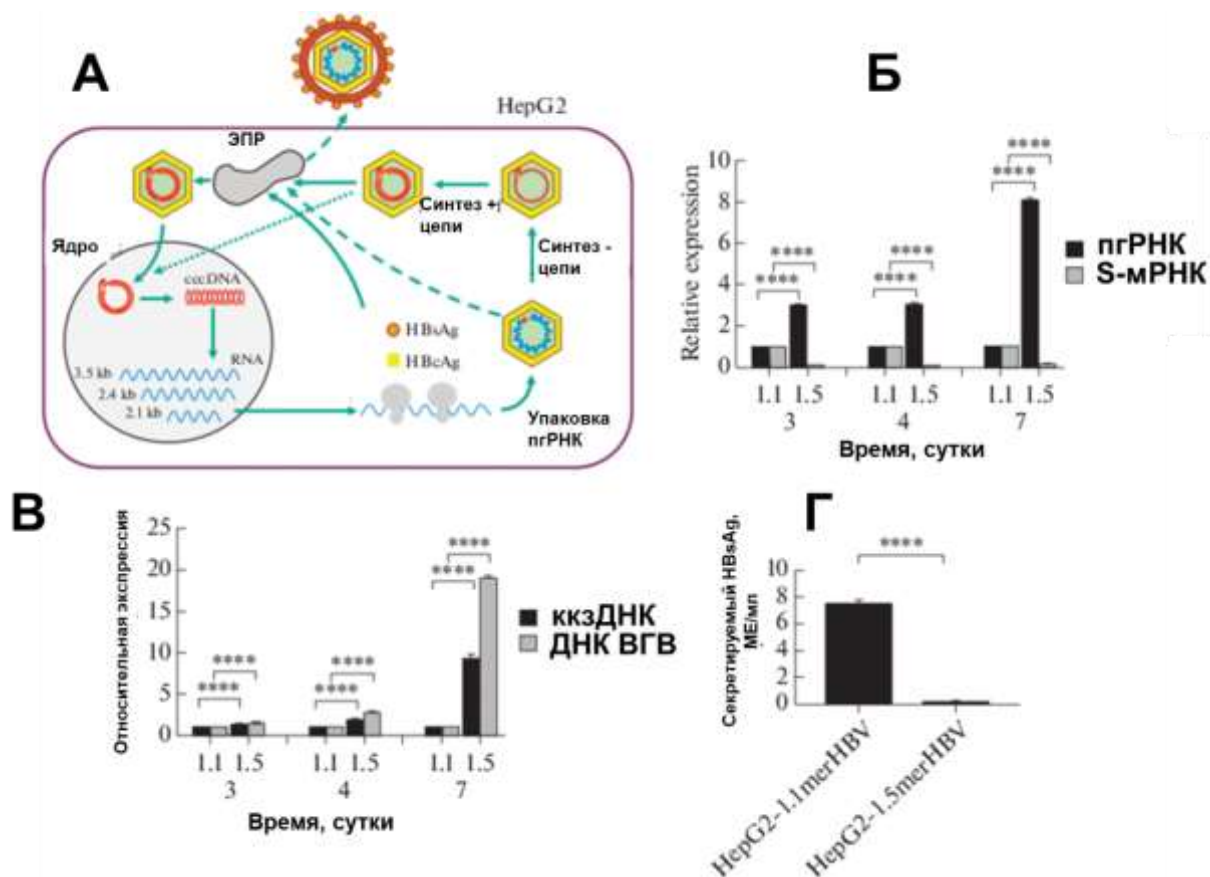 А
HepG2
ЭПР
Синтез +
цепи
Синтез -
цепи
Ядро
cccDNA
RNA
3.5 kb
2.4 kb
2.1 kb
HBsAg
HBcAg
Упаковка
пгРНК
Б
Relative expression
10
8
6
4
2
0
****
****
****
****
****
****
1.1 1.5
1.1 1.5
1.1 1.5
3
4
7
Время, сутки
пгРНК
S-мРНК
В
Относительная экспрессия
25
20
15
10
5
0
****
****
****
****
****
****
1.1 1.5
1.1 1.5
1.1 1.5
3
4
7
Время, сутки
ккзДНК
ДНК ВГВ
Г
Секретируемый HBsAg,
МЕ/мл
10
8
6
4
2
0
****
HepG2-1.1merHBV
HepG2-1.5merHBV